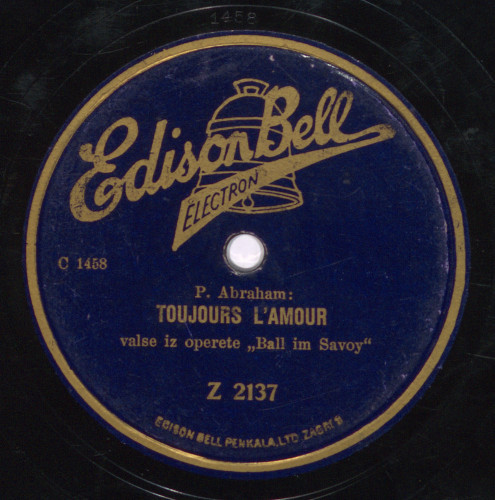 1458
Edison Bell
ELECTRON
C 1458
P. Abraham:
TOUJOURS L'AMOUR
valse iz operete „Ball im Savoy“
Z 2137
EDISON BELL PENKALA, LTD ZAGREB